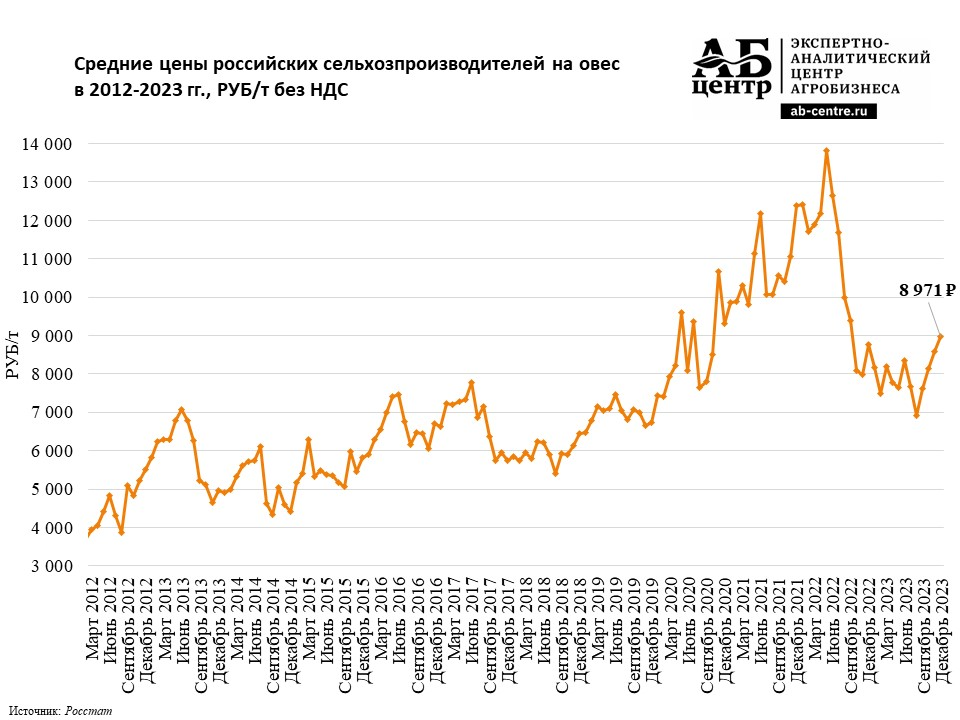 Средние цены российских сельхозпроизводителей на овес
в 2012-2023 гг., РУБ/т без НДС
АБ
центр
ЭКСПЕРТНО-
АНАЛИТИЧЕСКИЙ
ЦЕНТР
АГРОБИЗНЕСА
ab-centre.ru
РУБ/т
14 000
13 000
12 000
11 000
10 000
9 000
8 000
7 000
6 000
5 000
4 000
3 000
8 971 ₽
Март 2012
Июнь 2012
Сентябрь 2012
Декабрь 2012
Март 2013
Июнь 2013
Сентябрь 2013
Декабрь 2013
Март 2014
Июнь 2014
Сентябрь 2014
Декабрь 2014
Март 2015
Июнь 2015
Сентябрь 2015
Декабрь 2015
Март 2016
Июнь 2016
Сентябрь 2016
Декабрь 2016
Март 2017
Июнь 2017
Сентябрь 2017
Декабрь 2017
Март 2018
Июнь 2018
Сентябрь 2018
Декабрь 2018
Март 2019
Июнь 2019
Сентябрь 2019
Декабрь 2019
Март 2020
Июнь 2020
Сентябрь 2020
Декабрь 2020
Март 2021
Июнь 2021
Сентябрь 2021
Декабрь 2021
Март 2022
Июнь 2022
Сентябрь 2022
Декабрь 2022
Март 2023
Июнь 2023
Сентябрь 2023
Декабрь 2023
Источник: Росстат